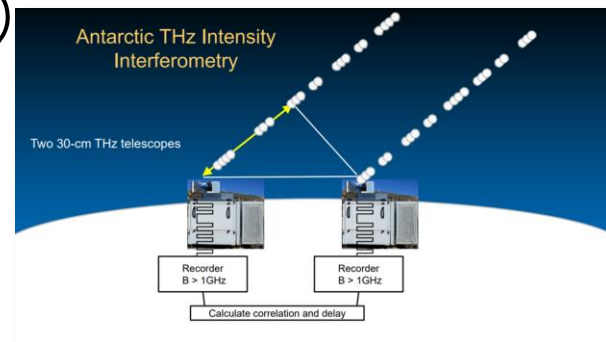 Antarctic THz Intensity
Interferometry
Two 30-cm THz telescopes
Recorder
B > 1GHz
Recorder
B > 1GHz
Calculate correlation and delay